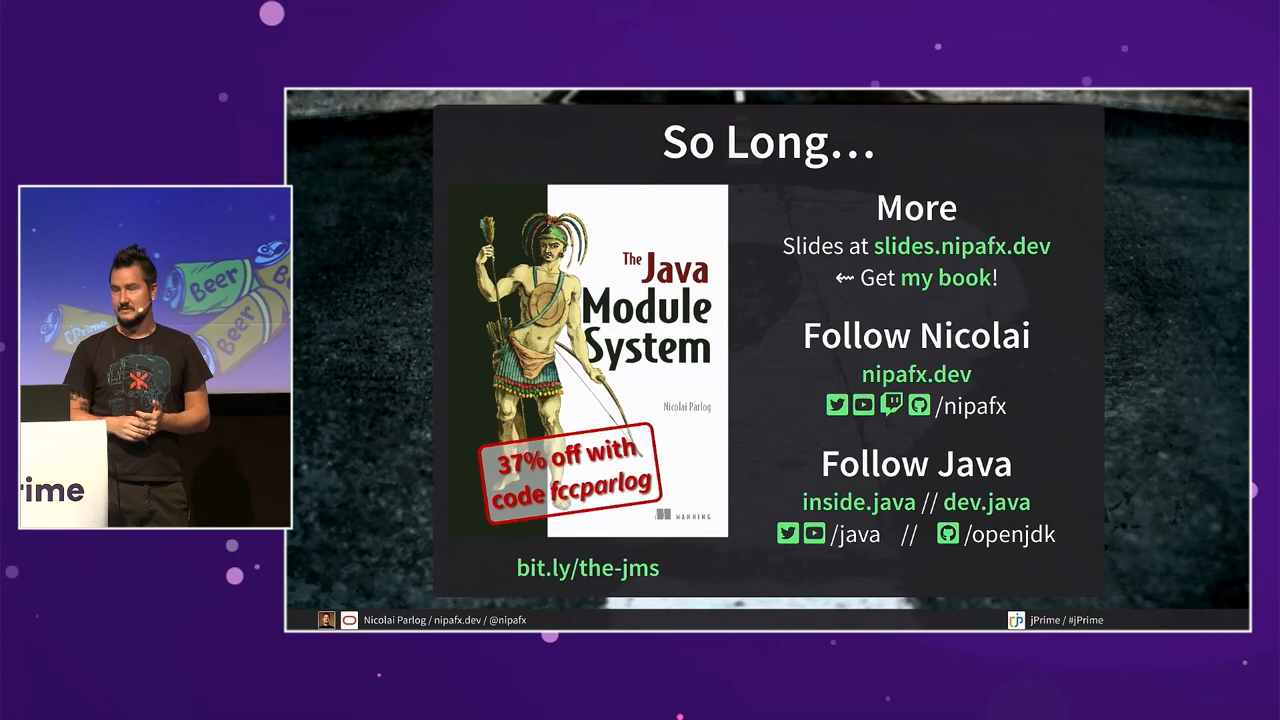 So Long…
The Java
Module
System
Nicolai Parlog
37% off with
code fccparlog
MANNING
bit.ly/the-jms
More
Slides at slides.nipafx.dev
⬳ Get my book!
Follow Nicolai
nipafx.dev
/nipafx
Follow Java
inside.java // dev.java
/java // /openjdk
Nicolai Parlog / nipafx.dev / @nipafx
jPrime / #jPrime
Beer
Beer
Be
jPrime
rime